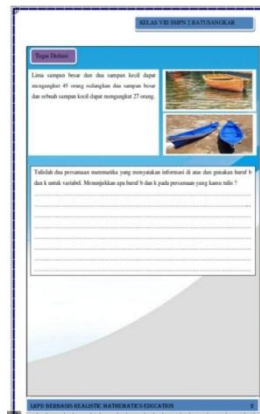 KELAS VIII SMPN 2 BATUSANGKAR
Tugas Diskusi
Lima sampan besar dan dua sampan kecil dapat
mengangkut 45 orang sedangkan dua sampan besar
dan sebuah sampan kecil dapat mengangkut 27 orang.
Tulislah dua persamaan matematika yang menyatakan informasi di atas dan gunakan huruf b
dan k untuk variabel. Menunjukkan apa huruf b dan k pada persamaan yang kamu tulis ?
LKPD BERBASIS REALISTIC MATHEMATICS EDUCATION